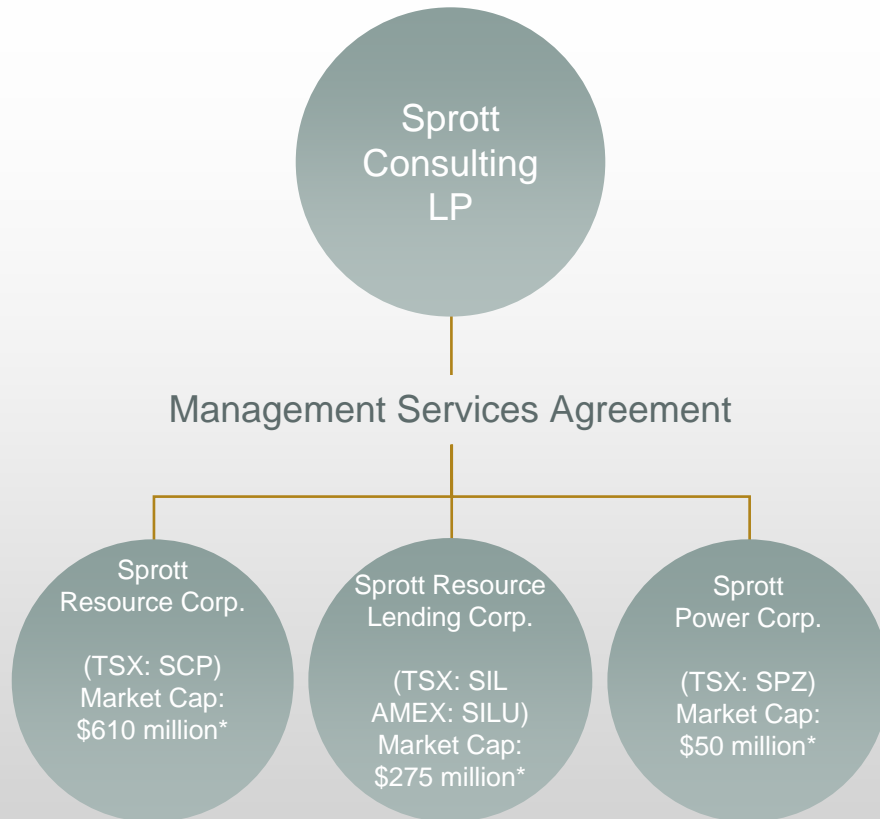 Sprott
Consulting
LP
Management Services Agreement
Sprott
Resource Corp.
(TSX: SCP)
Market Cap:
$610 million*
Sprott Resource
Lending Corp.
(TSX: SIL
AMEX: SILU)
Market Cap:
$275 million*
Sprott
Power Corp.
(TSX: SPZ)
Market Cap:
$50 million*